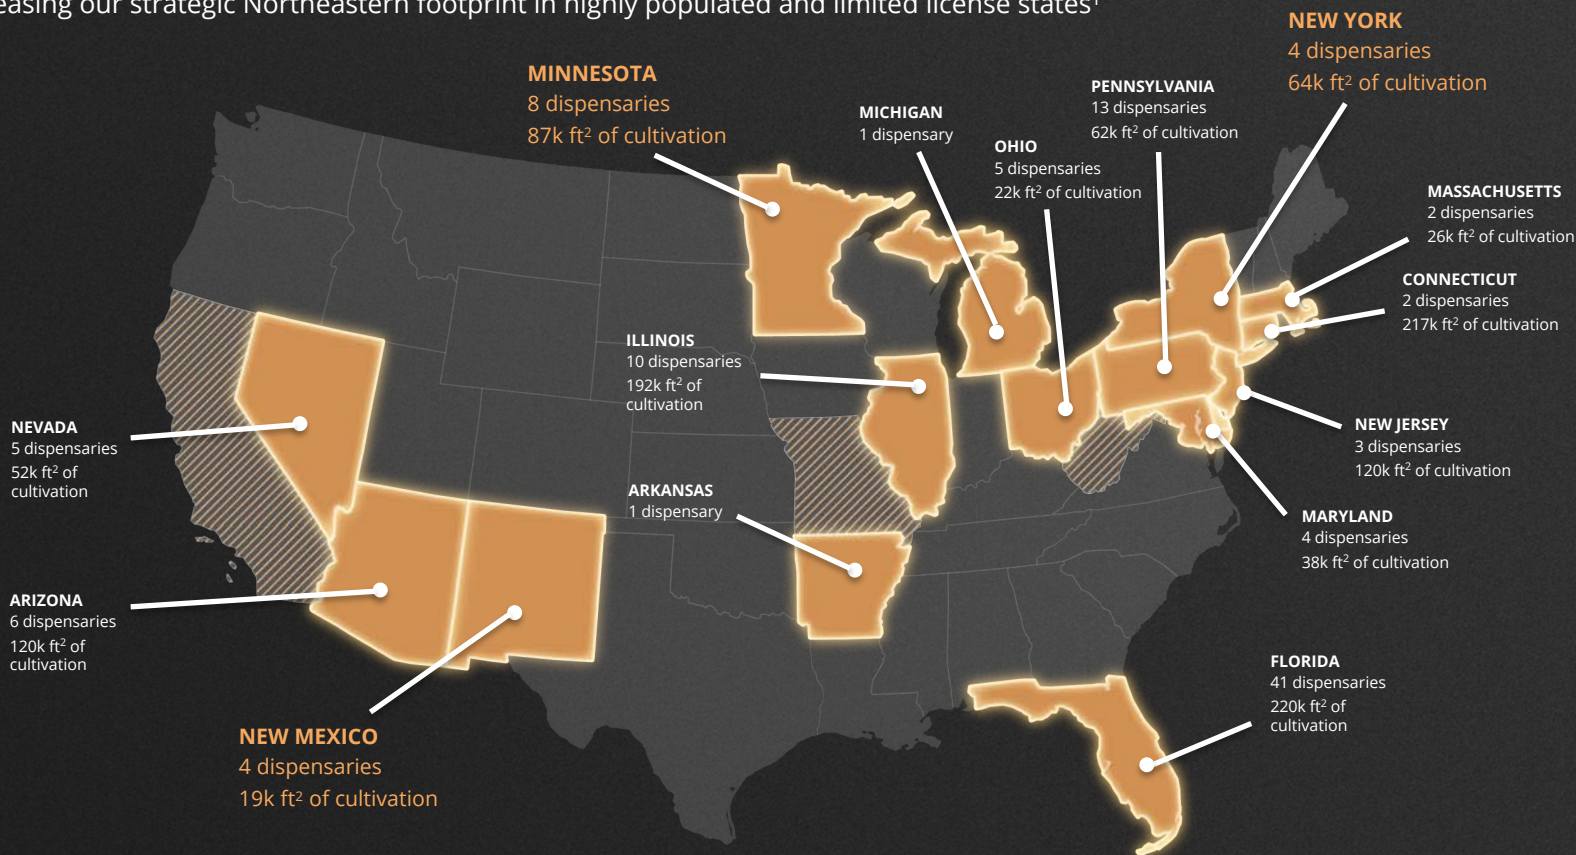 our strategic Northeastern footprint in highly populated and limited license states¹
NEW YORK
4 dispensaries
64k ft² of cultivation
MINNESOTA
8 dispensaries
87k ft² of cultivation
MICHIGAN
1 dispensary
PENNSYLVANIA
13 dispensaries
62k ft² of cultivation
OHIO
5 dispensaries
22k ft² of cultivation
MASSACHUSETTS
2 dispensaries
26k ft² of cultivation
CONNECTICUT
2 dispensaries
217k ft² of cultivation
ILLINOIS
10 dispensaries
192k ft² of
cultivation
NEVADA
5 dispensaries
52k ft² of
cultivation
NEW JERSEY
3 dispensaries
120k ft² of cultivation
ARKANSAS
1 dispensary
MARYLAND
4 dispensaries
38k ft² of cultivation
ARIZONA
6 dispensaries
120k ft² of
cultivation
FLORIDA
41 dispensaries
220k ft² of
cultivation
NEW MEXICO
4 dispensaries
19k ft² of cultivation